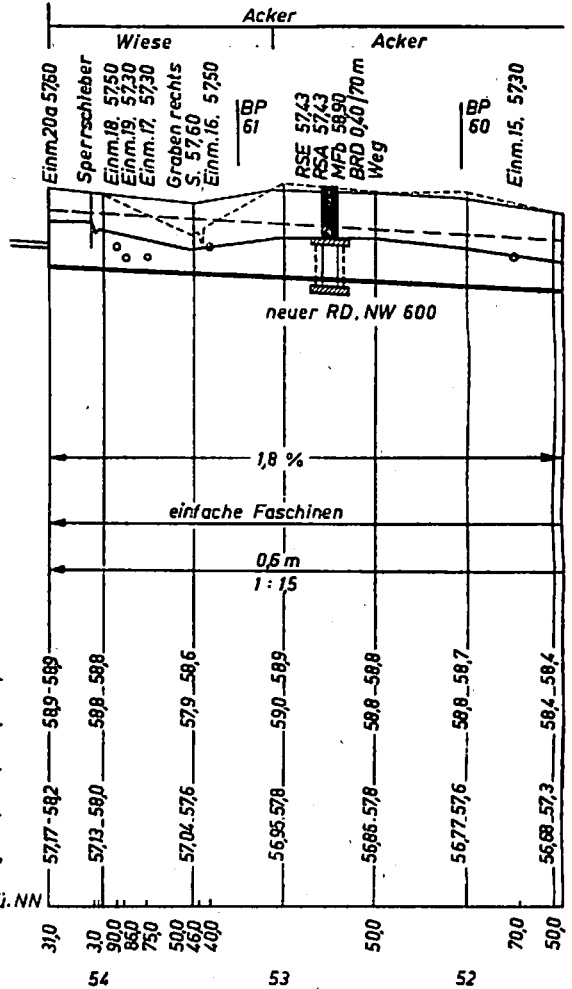 Acker
Wiese
Acker
Einm.20a 57,60
Sperrschieber
Einm.18, 57,50
Einm.19, 57,30
Einm.17, 57,30
Graben rechts
S. 57,60
Einm.16, 57,50
BP
61
RSE 57,43
RSA 57,43
MFb 58,90
BRD 0,40/70 m
Weg
BP
60
Einm.15, 57,30
neuer RD, NW 600
1,8 %
einfache Faschinen
0,6 m
1 : 1,5
58,9-58,9
58,8-58,8
57,9-58,6
59,0-58,9
58,8-58,8
58,8-58,7
58,4-58,4
57,17-58,2
57,13-58,0
57,04-57,6
56,95-57,8
56,86-57,8
56,77-57,6
56,68-57,3
ü.NN
31,0
3,0
90,0
86,0
75,0
50,0
46,0
40,0
50,0
70,0
50,0
54
53
52